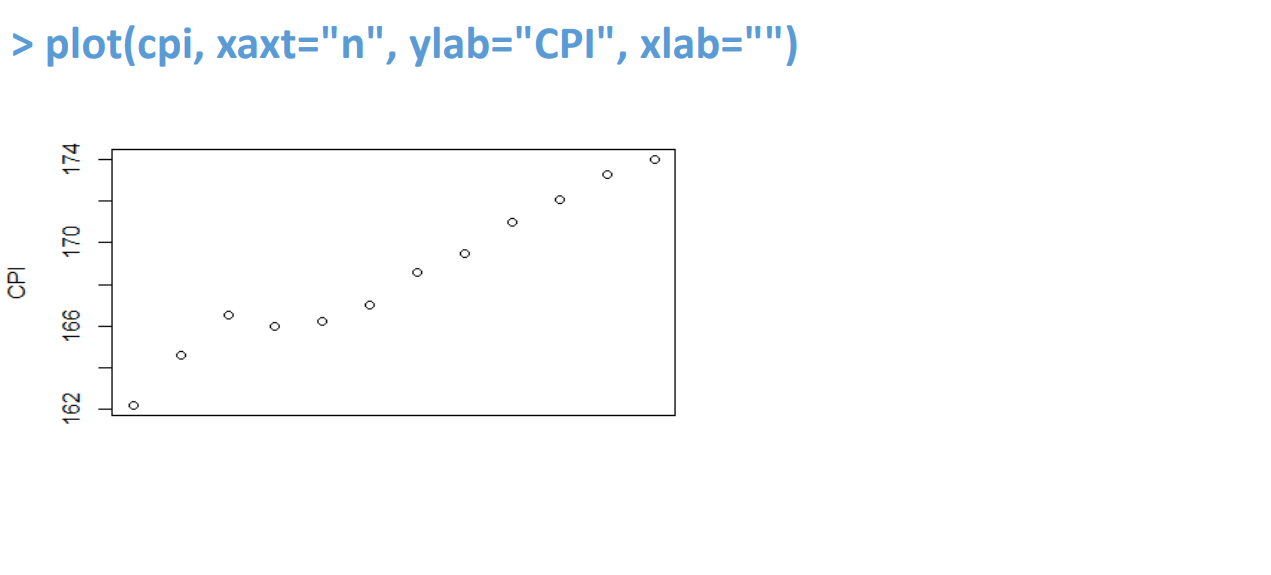 > plot(cpi, xaxt="n", ylab="CPI", xlab="")
174
170
166
162
CPI